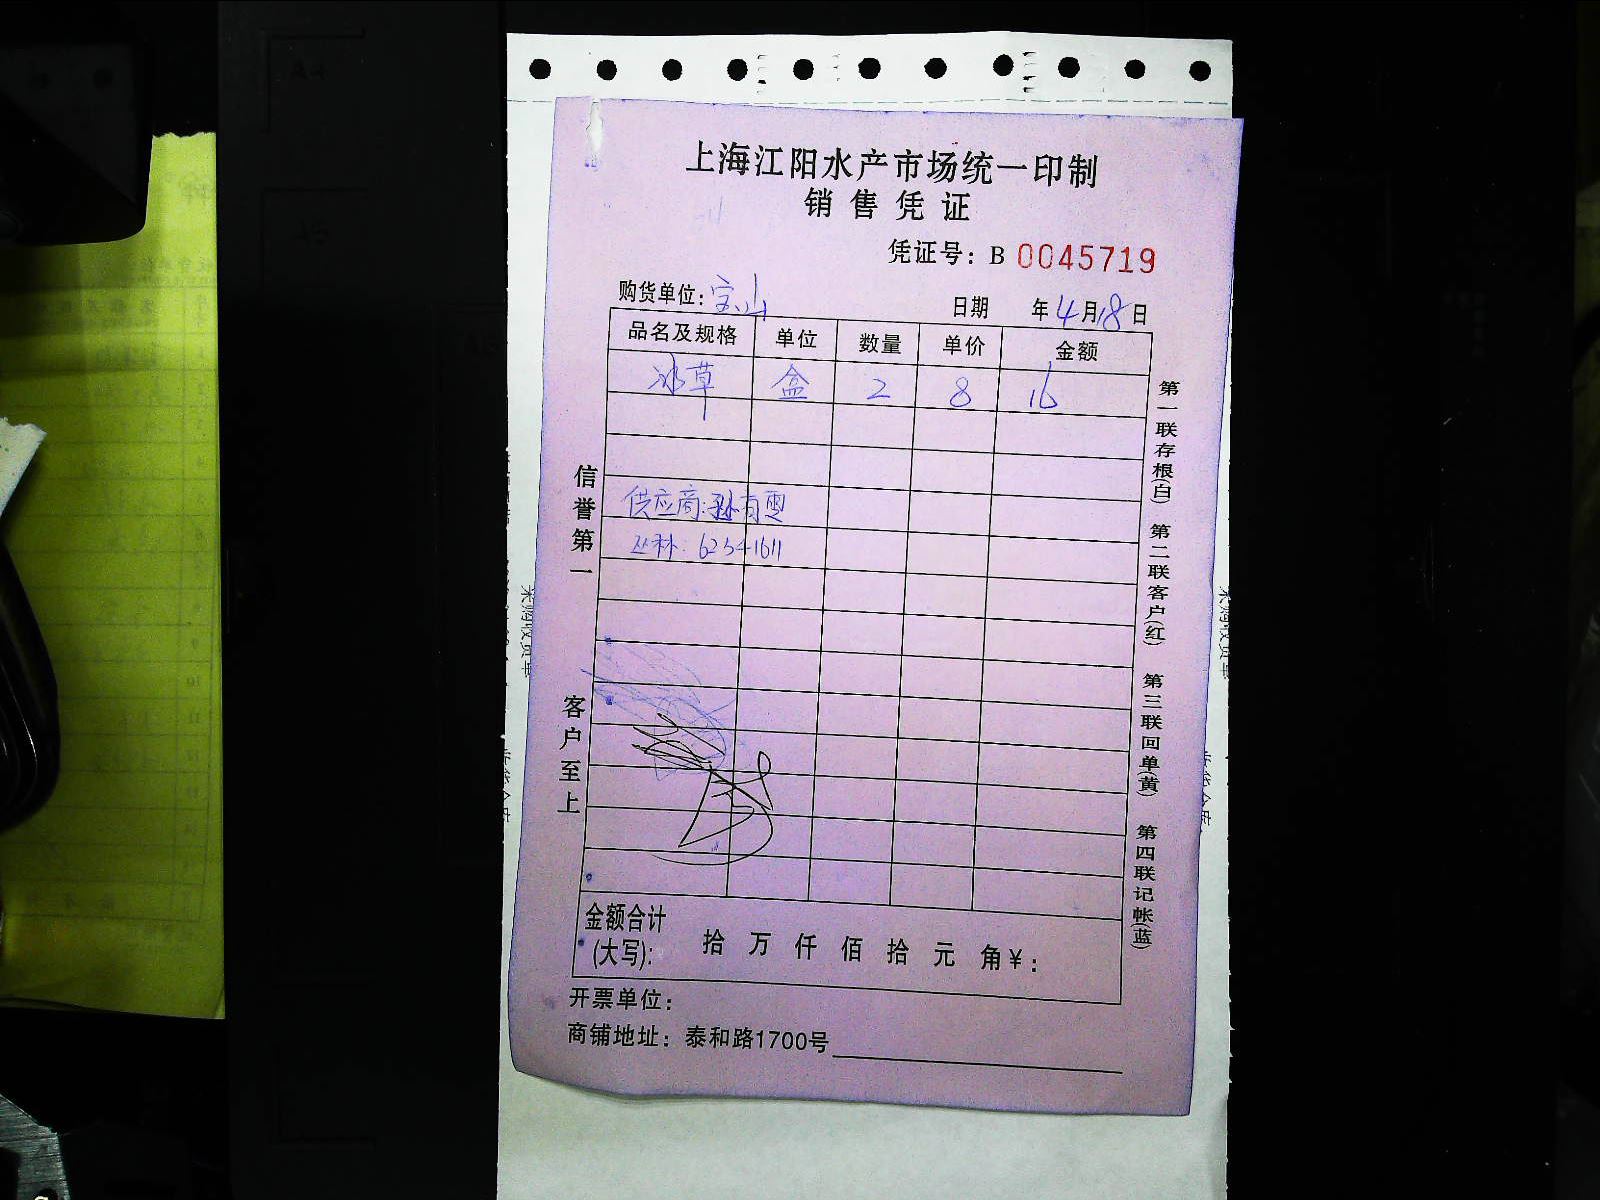 上海江阳水产市场统一印制
销售凭证
凭证号：B 0045719
购货单位：宝山 日期 年4月18日
品名及规格 单位 数量 单价 金额
冰草 盒 2 8 16
供应商：孙有雪
丛林：62541611
信誉第一
客户至上
第一联存根(白) 第二联客户(红) 第三联回单(黄) 第四联记帐(蓝)
金额合计
(大写)： 拾 万 仟 佰 拾 元 角￥：
开票单位：
商铺地址：泰和路1700号